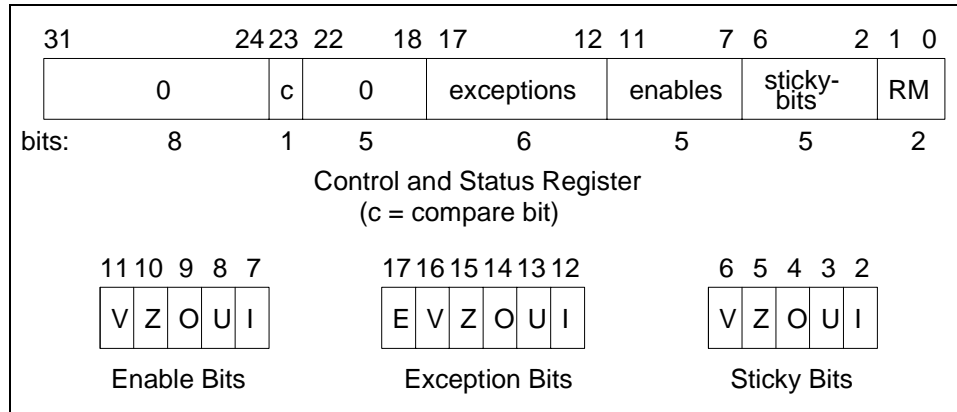 31 24 23 22 18 17 12 11 7 6 2 1 0
0 c 0 exceptions enables sticky-bits RM
bits: 8 1 5 6 5 5 2
Control and Status Register
(c = compare bit)
11 10 9 8 7 17 16 15 14 13 12 6 5 4 3 2
V Z O U I E V Z O U I V Z O U I
Enable Bits Exception Bits Sticky Bits